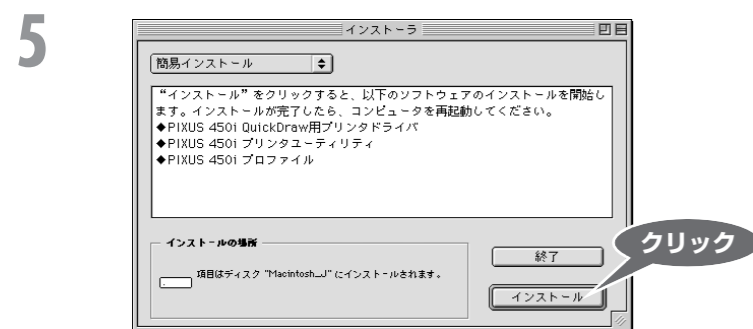 5
インストーラ
簡易インストール
“インストール”をクリックすると、以下のソフトウェアのインストールを開始し
ます。インストールが完了したら、コンピュータを再起動してください。
◆PIXUS 450i QuickDraw用プリンタドライバ
◆PIXUS 450i プリンタユーティリティ
◆PIXUS 450i プロファイル
インストールの場所
項目はディスク "Macintosh_J" にインストールされます。
終了
クリック
インストール